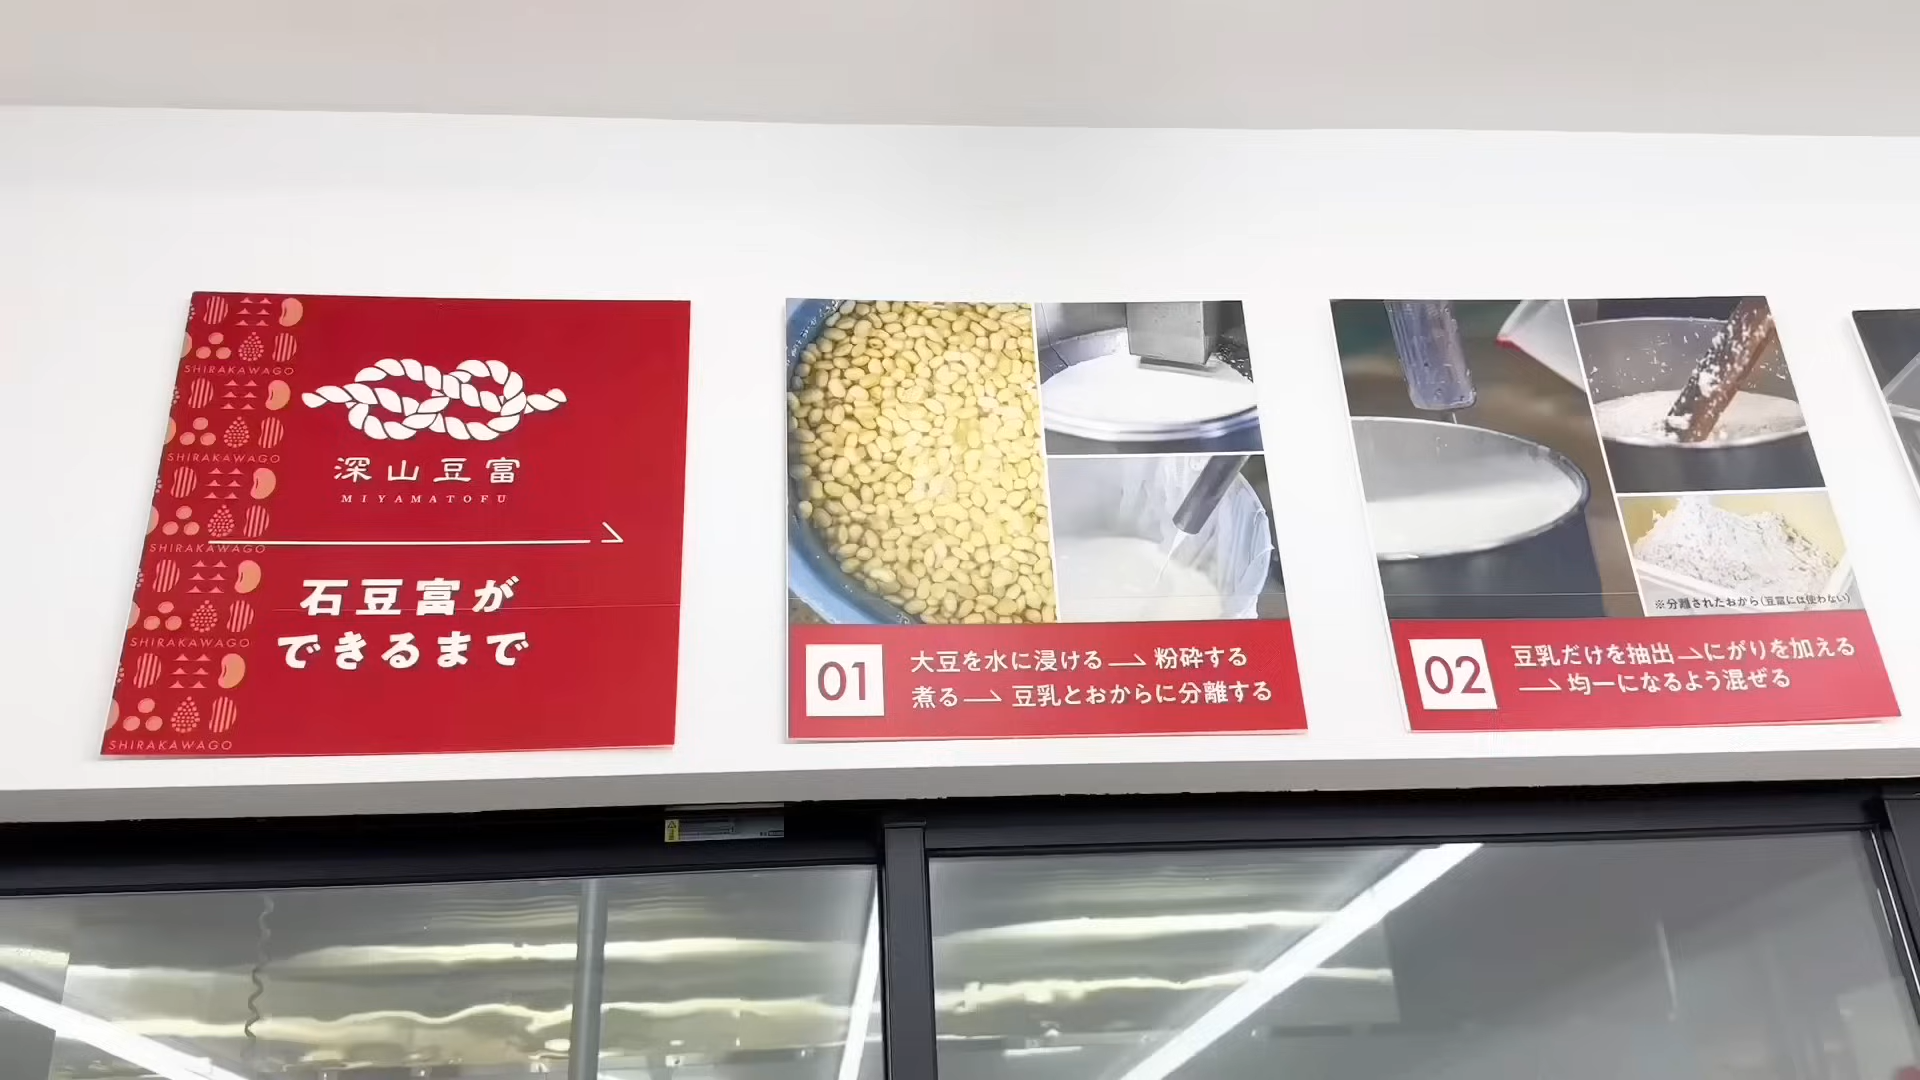 SHIRAKAWAGO
SHIRAKAWAGO
SHIRAKAWAGO
SHIRAKAWAGO
SHIRAKAWAGO
深山豆富
MIYAMATOFU
石豆富が
できるまで
01
大豆を水に浸ける→粉砕する
煮る→豆乳とおからに分離する
※分離されたおから(豆富には使わない)
02
豆乳だけを抽出→にがりを加える
→均一になるよう混ぜる